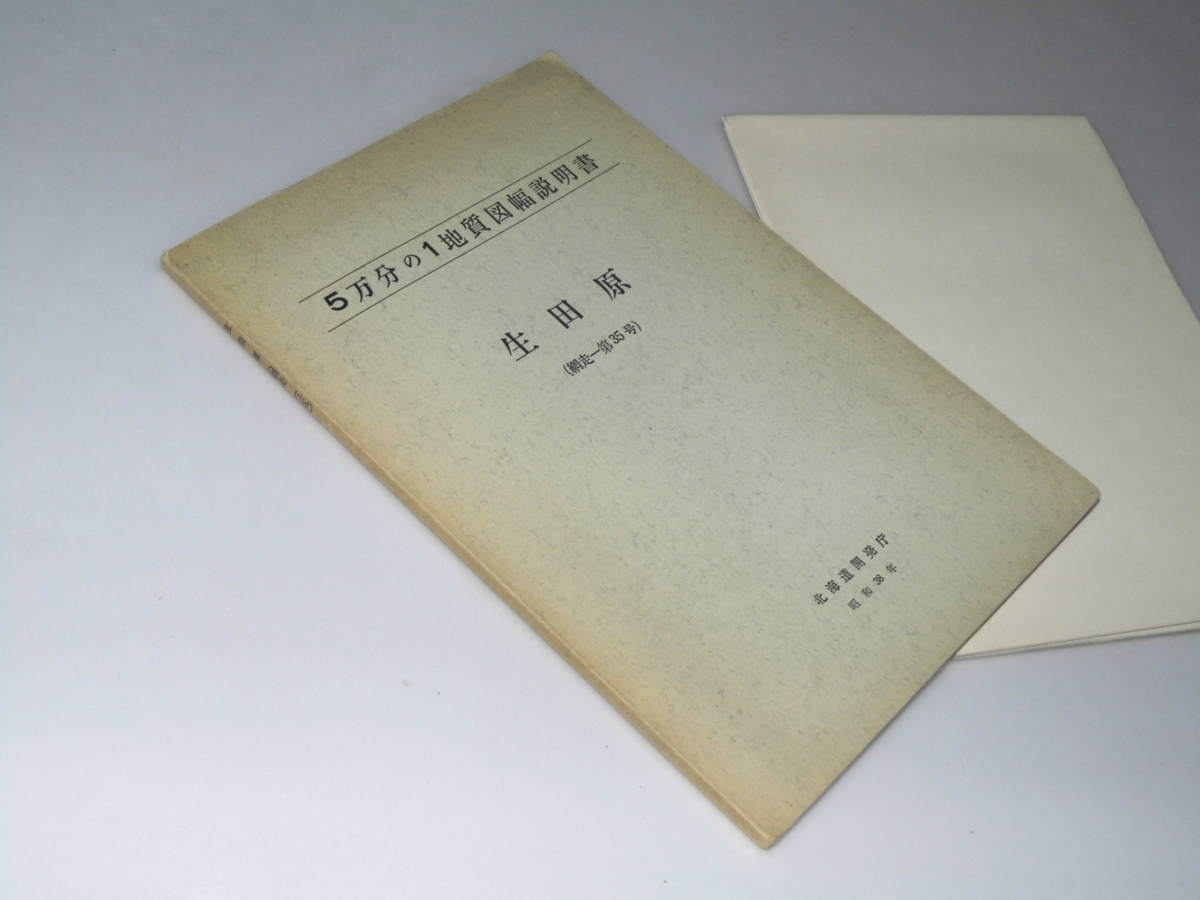 5万分の1地質図幅説明書
生田原
(網走―第35号)
北海道開発庁
昭和38年